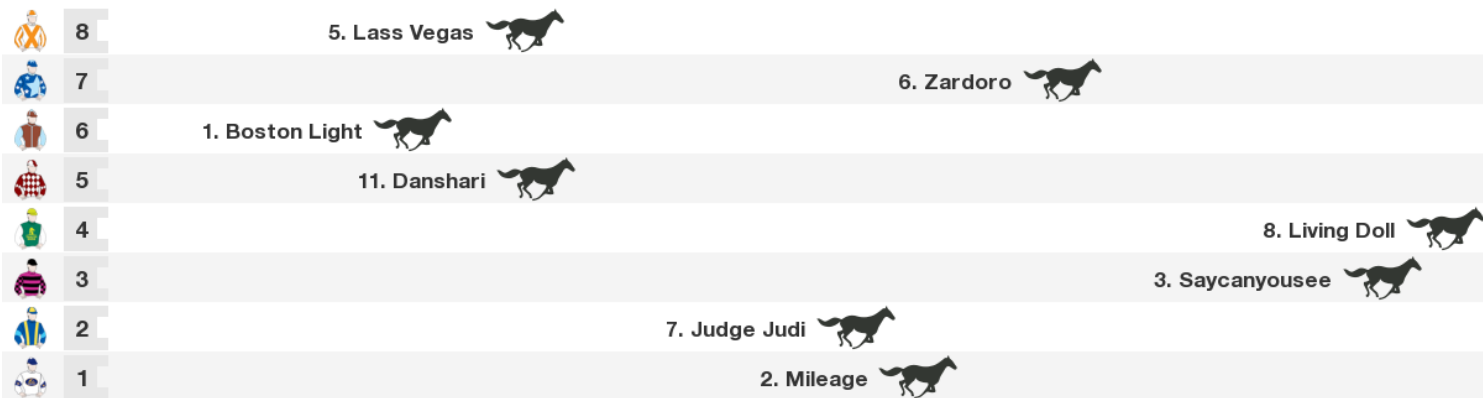 8 5. Lass Vegas
7 6. Zardoro
6 1. Boston Light
5 11. Danshari
4 8. Living Doll
3 3. Saycanyousee
2 7. Judge Judi
1 2. Mileage